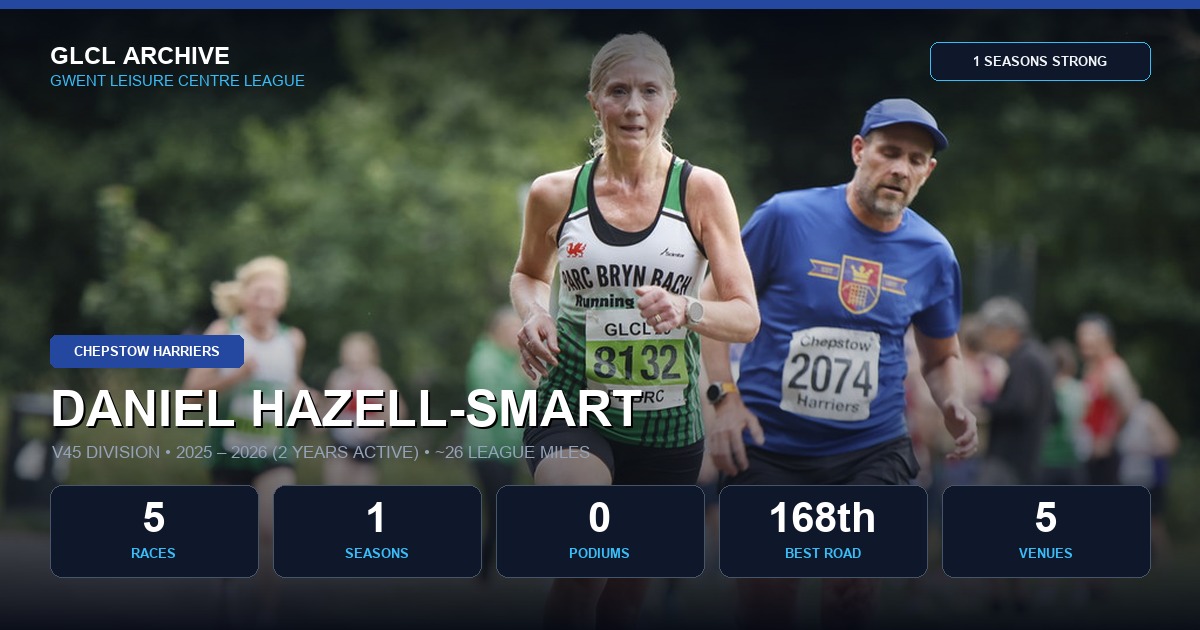 GLCL ARCHIVE
GWENT LEISURE CENTRE LEAGUE
1 SEASONS STRONG
PARC BRYN BACH
Running
GLCL
8132
Chepstow
2074
Harriers
CHEPSTOW HARRIERS
DANIEL HAZELL-SMART
V45 DIVISION • 2025 – 2026 (2 YEARS ACTIVE) • ~26 LEAGUE MILES
5
RACES
1
SEASONS
0
PODIUMS
168th
BEST ROAD
5
VENUES